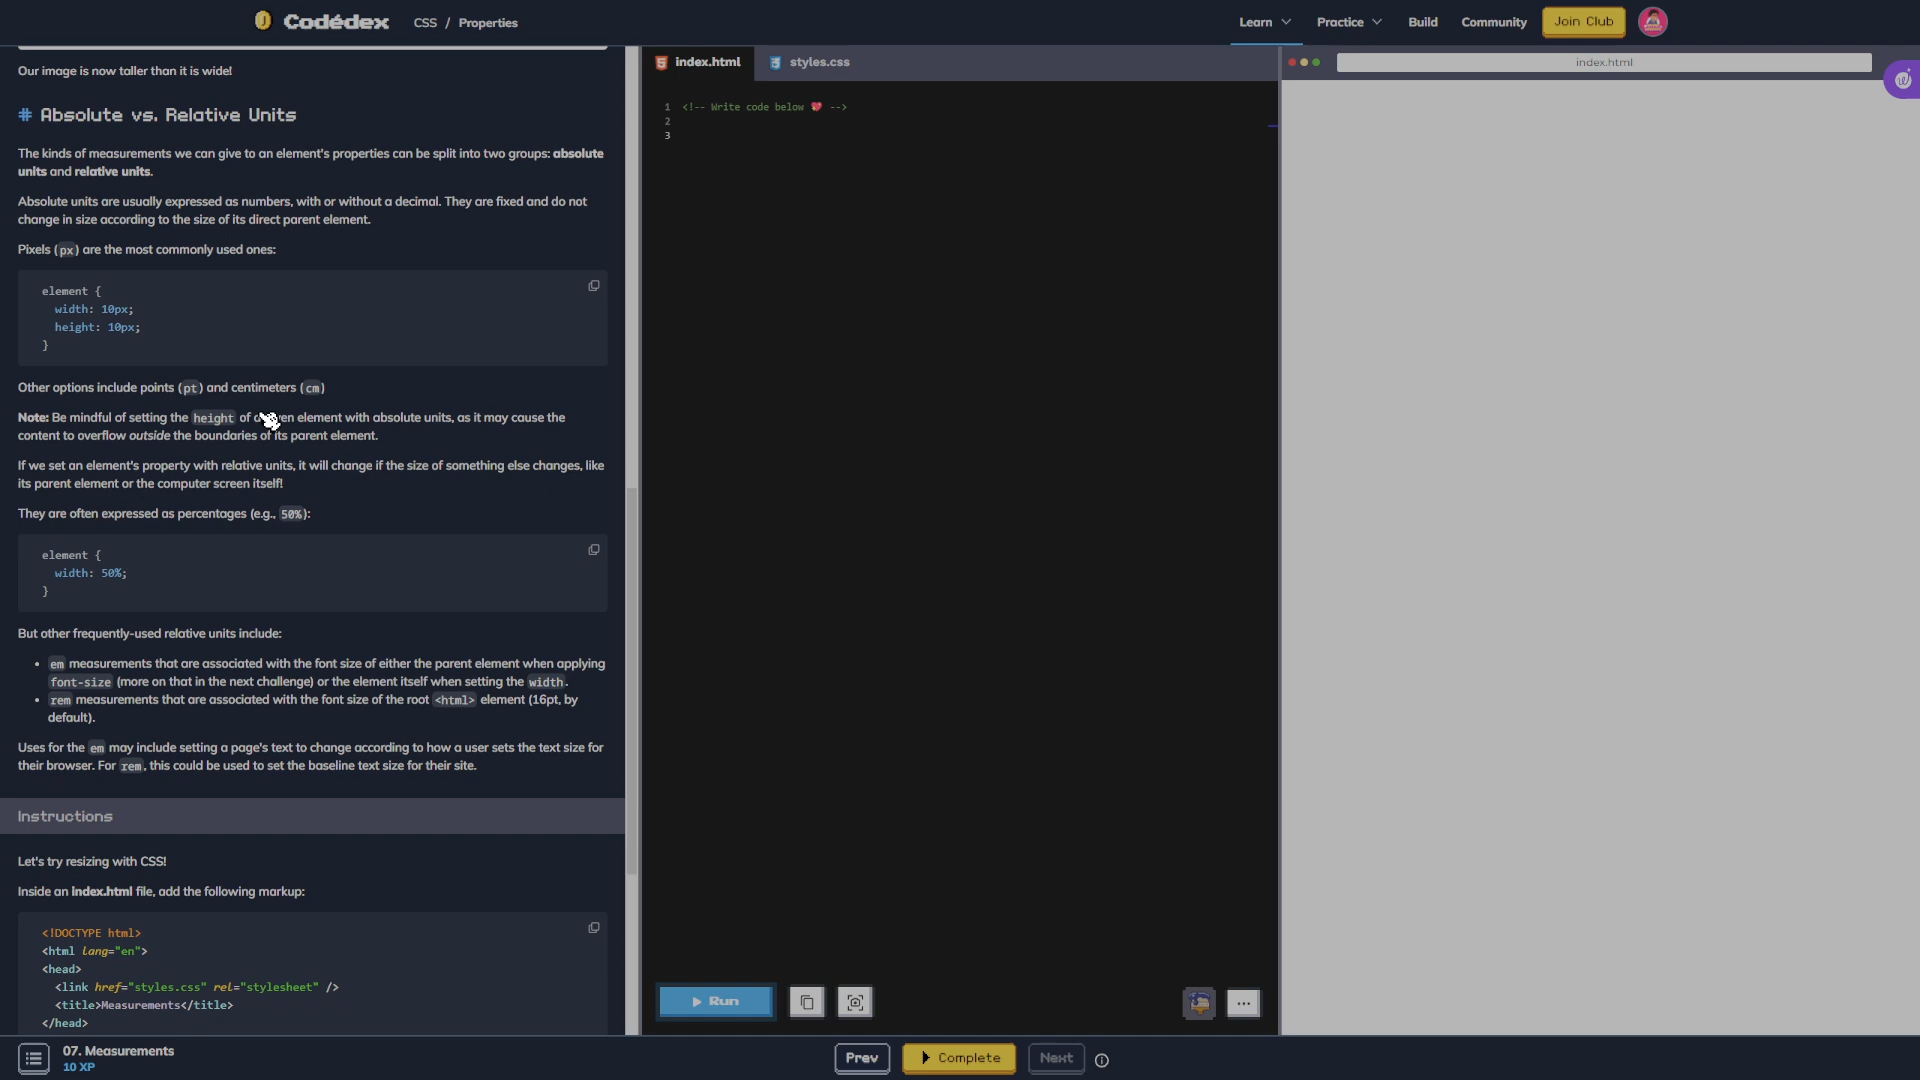 Codédex
CSS / Properties
Learn
Practice
Build
Community
Join Club
Our image is now taller than it is wide!
# Absolute vs. Relative Units
The kinds of measurements we can give to an element's properties can be split into two groups: absolute
units and relative units.
Absolute units are usually expressed as numbers, with or without a decimal. They are fixed and do not
change in size according to the size of its direct parent element.
Pixels (px) are the most commonly used ones:
element {
width: 10px;
height: 10px;
}
Other options include points (pt) and centimeters (cm)
Note: Be mindful of setting the height of element with absolute units, as it may cause the
content to overflow outside the boundaries of its parent element.
If we set an element's property with relative units, it will change if the size of something else changes, like
its parent element or the computer screen itself!
They are often expressed as percentages (e.g., 50%):
element {
width: 50%;
}
But other frequently-used relative units include:
• em measurements that are associated with the font size of either the parent element when applying
font-size (more on that in the next challenge) or the element itself when setting the width.
• rem measurements that are associated with the font size of the root <html> element (16pt, by
default).
Uses for the em may include setting a page's text to change according to how a user sets the text size for
their browser. For rem, this could be used to set the baseline text size for their site.
Instructions
Let's try resizing with CSS!
Inside an index.html file, add the following markup:
<!DOCTYPE html>
<html lang="en">
<head>
<link href="styles.css" rel="stylesheet" />
<title>Measurements</title>
</head>
index.html
styles.css
1 <!-- Write code below 💖 -->
2
3
Run
...
index.html
07. Measurements
10 XP
Prev
Complete
Next